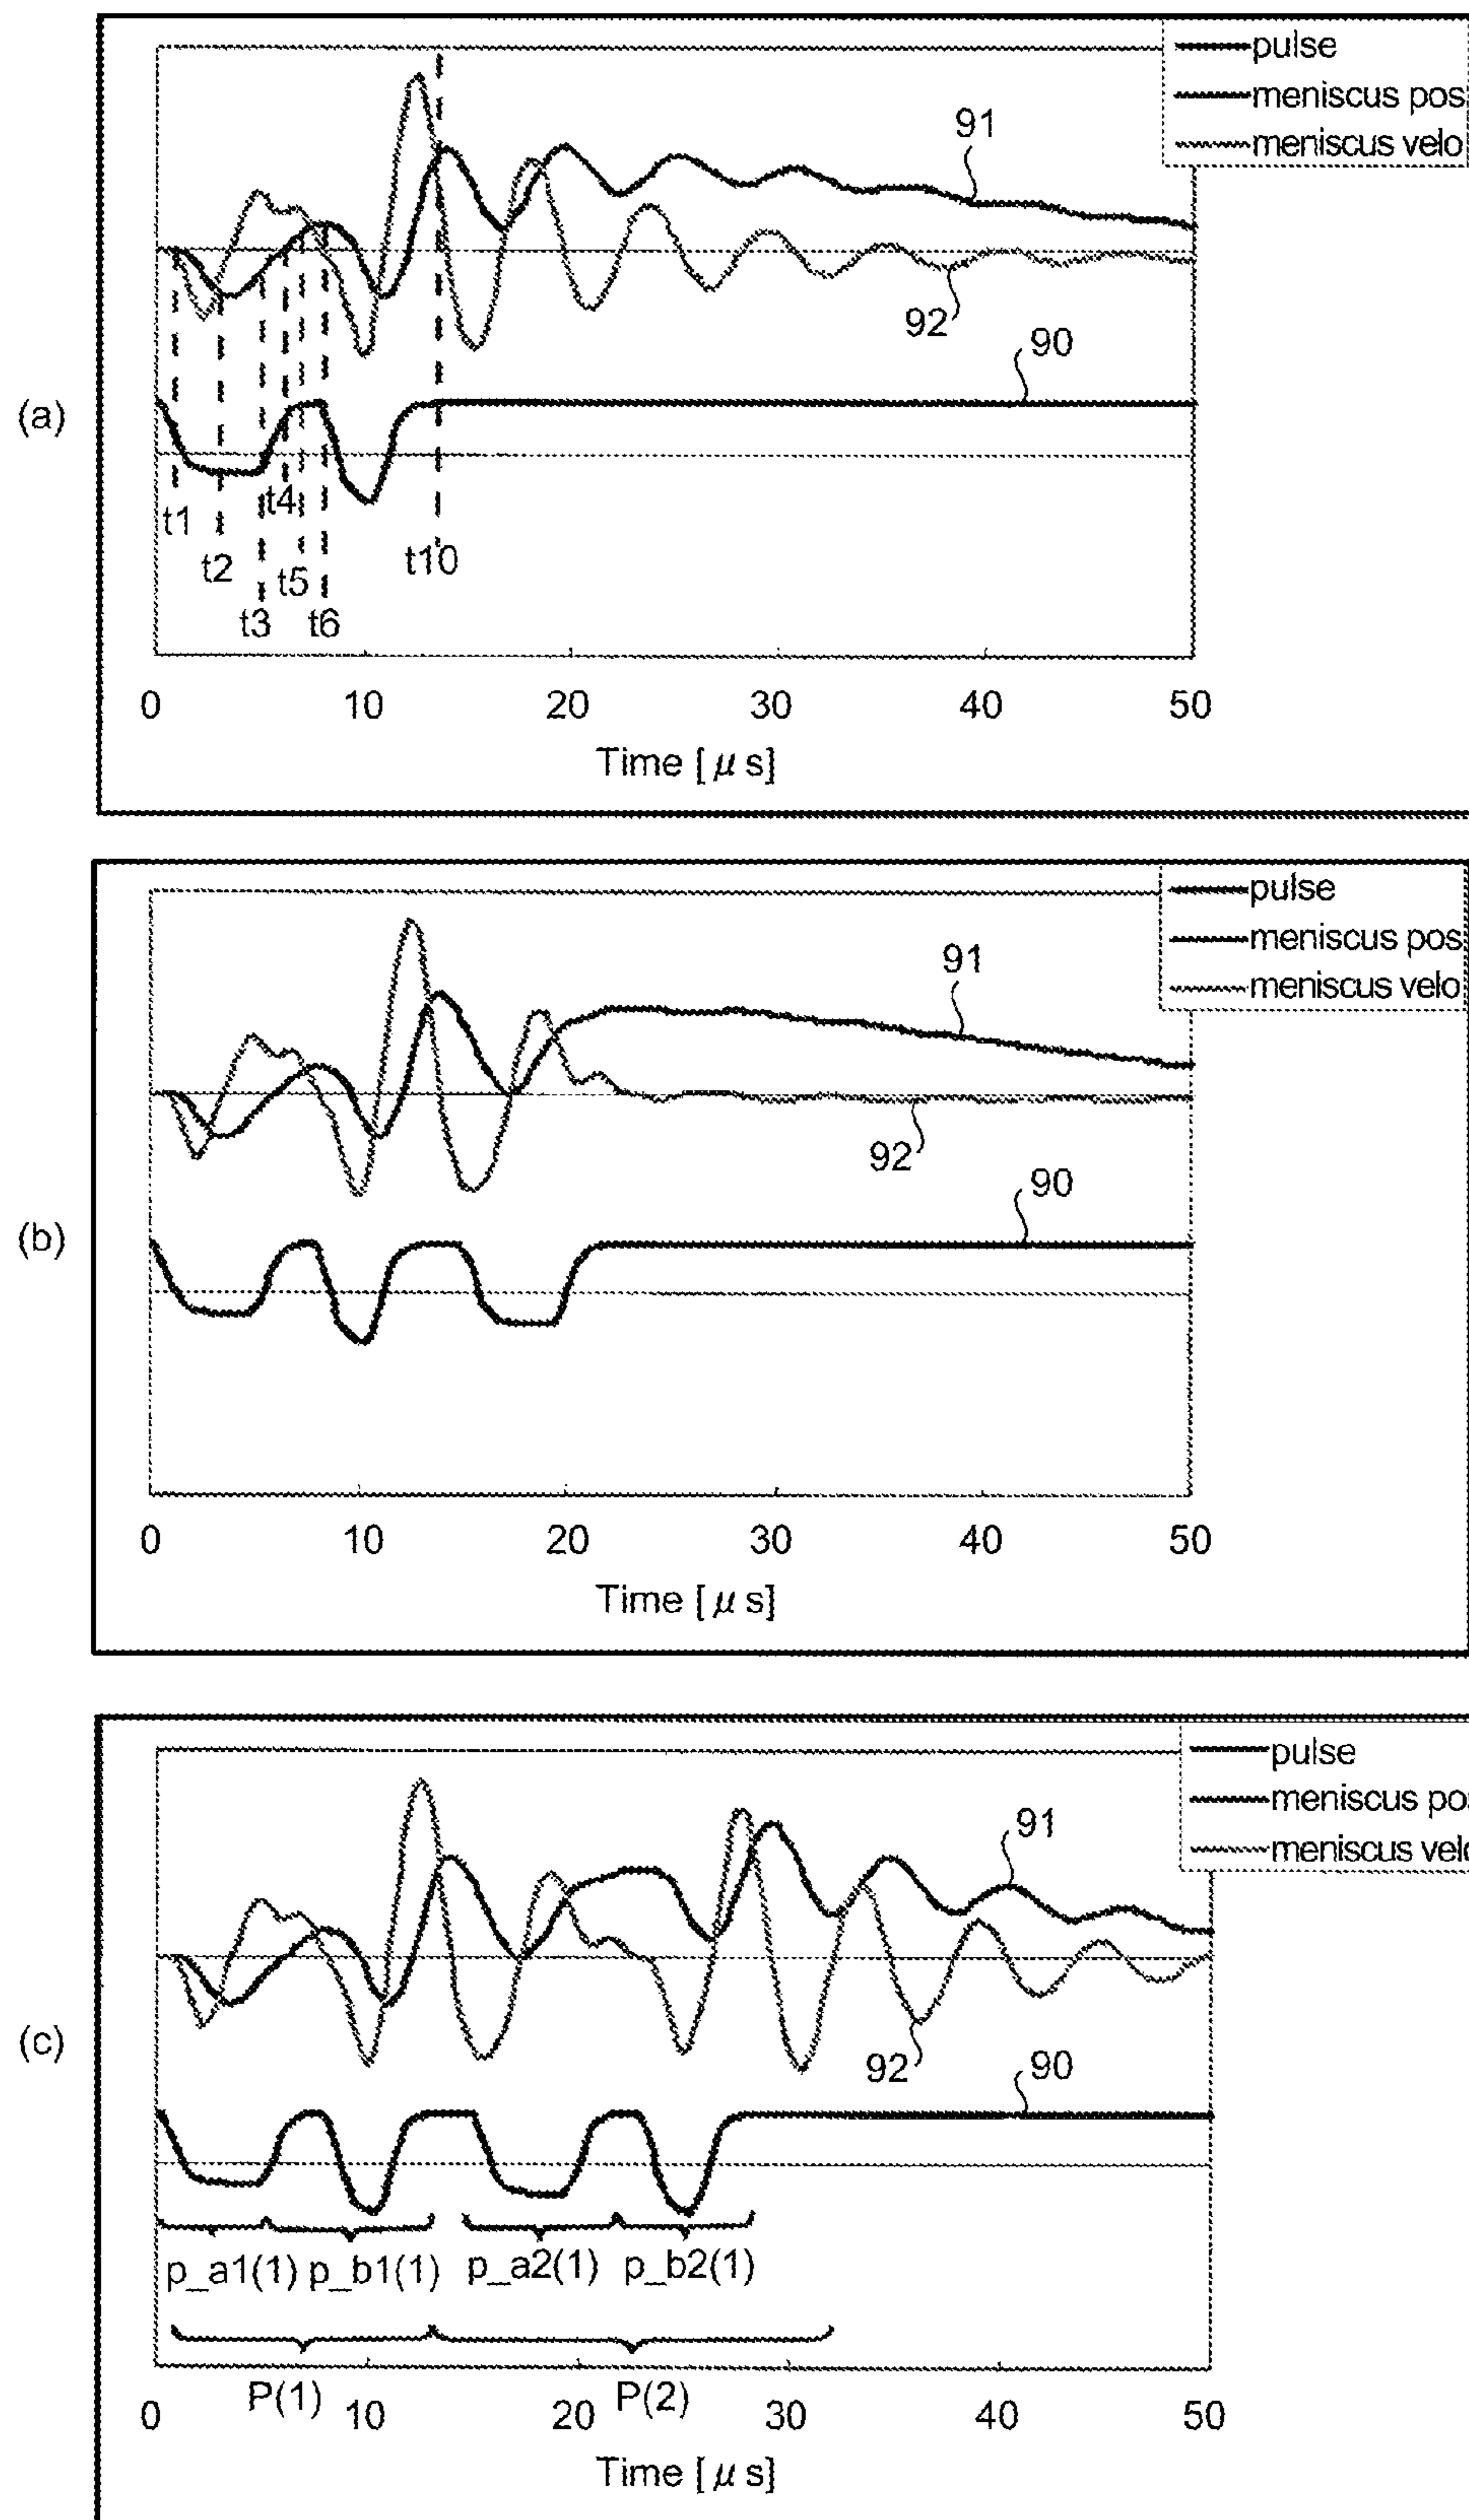 pulse
meniscus pos
meniscus velo
91
92
90
(a)
t1
t4
t2
t5
t10
t3
t6
0 10 20 30 40 50
Time [μs]
pulse
meniscus pos
meniscus velo
91
92
90
(b)
0 10 20 30 40 50
Time [μs]
pulse
meniscus pos
meniscus velo
91
(c)
92
90
p_a1(1) p_b1(1) p_a2(1) p_b2(1)
P(1) P(2)
0 10 20 30 40 50
Time [μs]